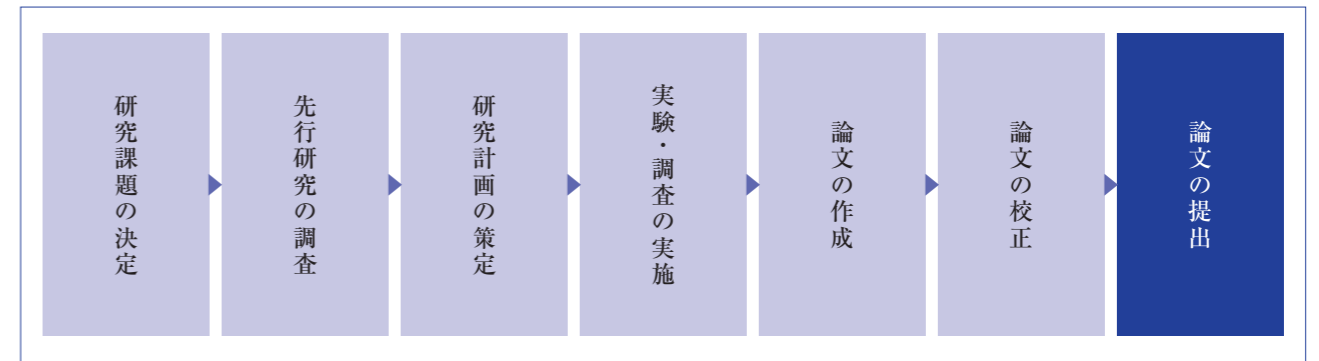 研究課題の決定
先行研究の調査
研究計画の策定
実験・調査の実施
論文の作成
論文の校正
論文の提出